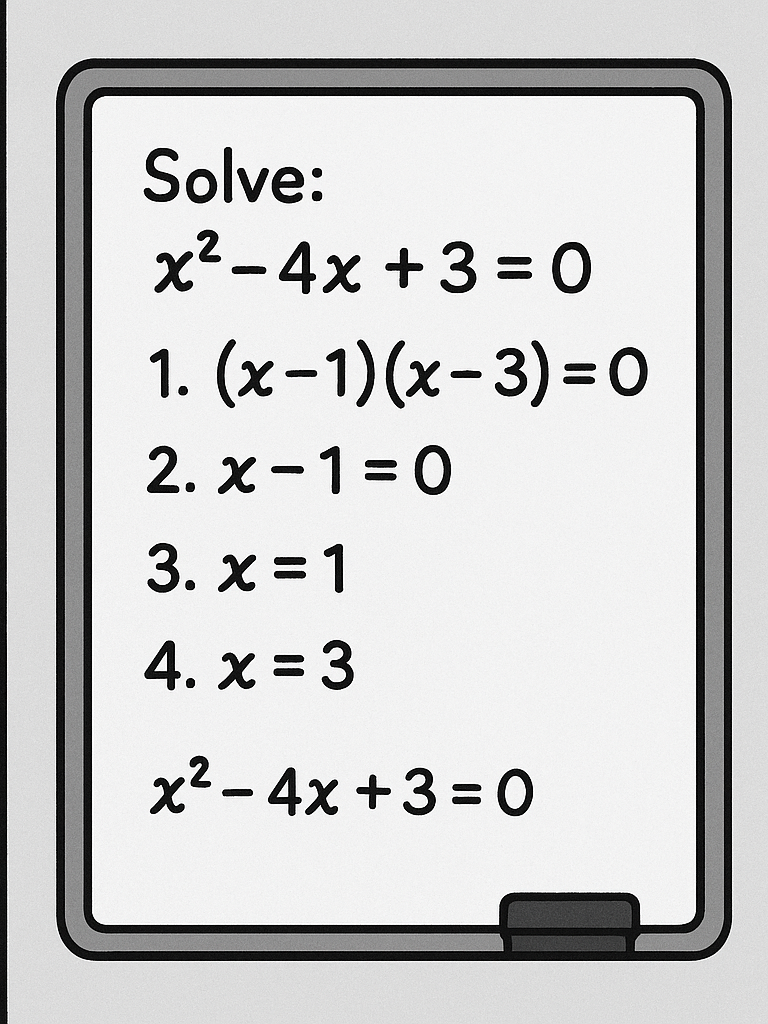 Solve:
x² − 4x + 3 = 0
1. (x − 1)(x − 3) = 0
2. x − 1 = 0
3. x = 1
4. x = 3
x² − 4x + 3 = 0